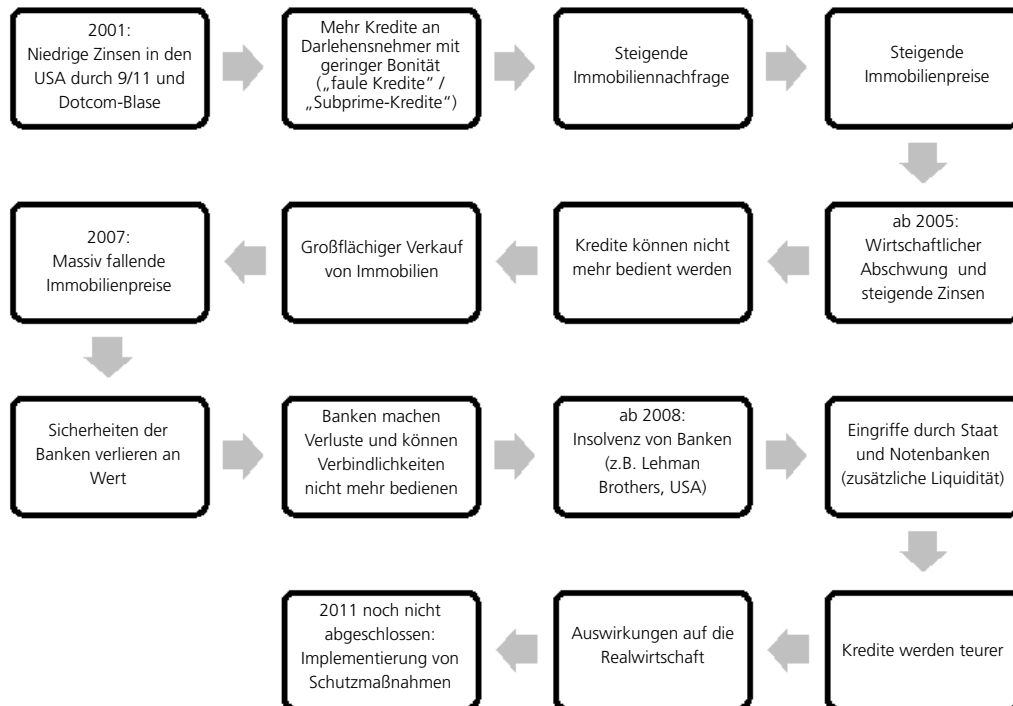 2001:
Niedrige Zinsen in den
USA durch 9/11 und
Dotcom-Blase
Mehr Kredite an
Darlehensnehmer mit
geringer Bonität
(„faule Kredite“ /
„Subprime-Kredite“)
Steigende
Immobiliennachfrage
Steigende
Immobilienpreise
ab 2005:
Wirtschaftlicher
Abschwung und
steigende Zinsen
Kredite können nicht
mehr bedient werden
Großflächiger Verkauf
von Immobilien
2007:
Massiv fallende
Immobilienpreise
Sicherheiten der
Banken verlieren an
Wert
Banken machen
Verluste und können
Verbindlichkeiten
nicht mehr bedienen
ab 2008:
Insolvenz von Banken
(z.B. Lehman
Brothers, USA)
Eingriffe durch Staat
und Notenbanken
(zusätzliche Liquidität)
Kredite werden teurer
Auswirkungen auf die
Realwirtschaft
2011 noch nicht
abgeschlossen:
Implementierung von
Schutzmaßnahmen